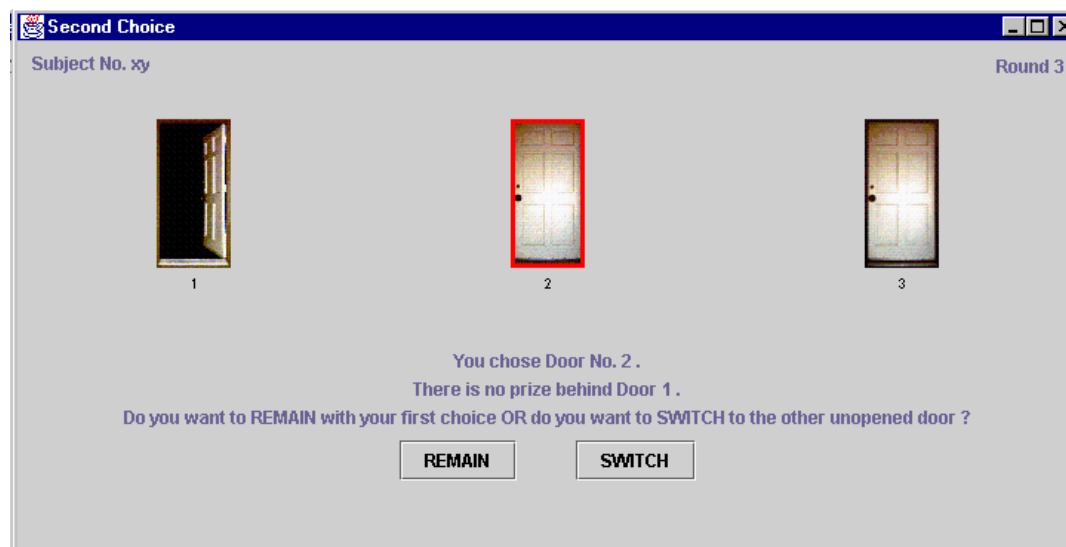 Second Choice
Subject No. xy
Round 3
1
2
3
You chose Door No. 2 .
There is no prize behind Door 1 .
Do you want to REMAIN with your first choice OR do you want to SWITCH to the other unopened door ?
REMAIN
SWITCH